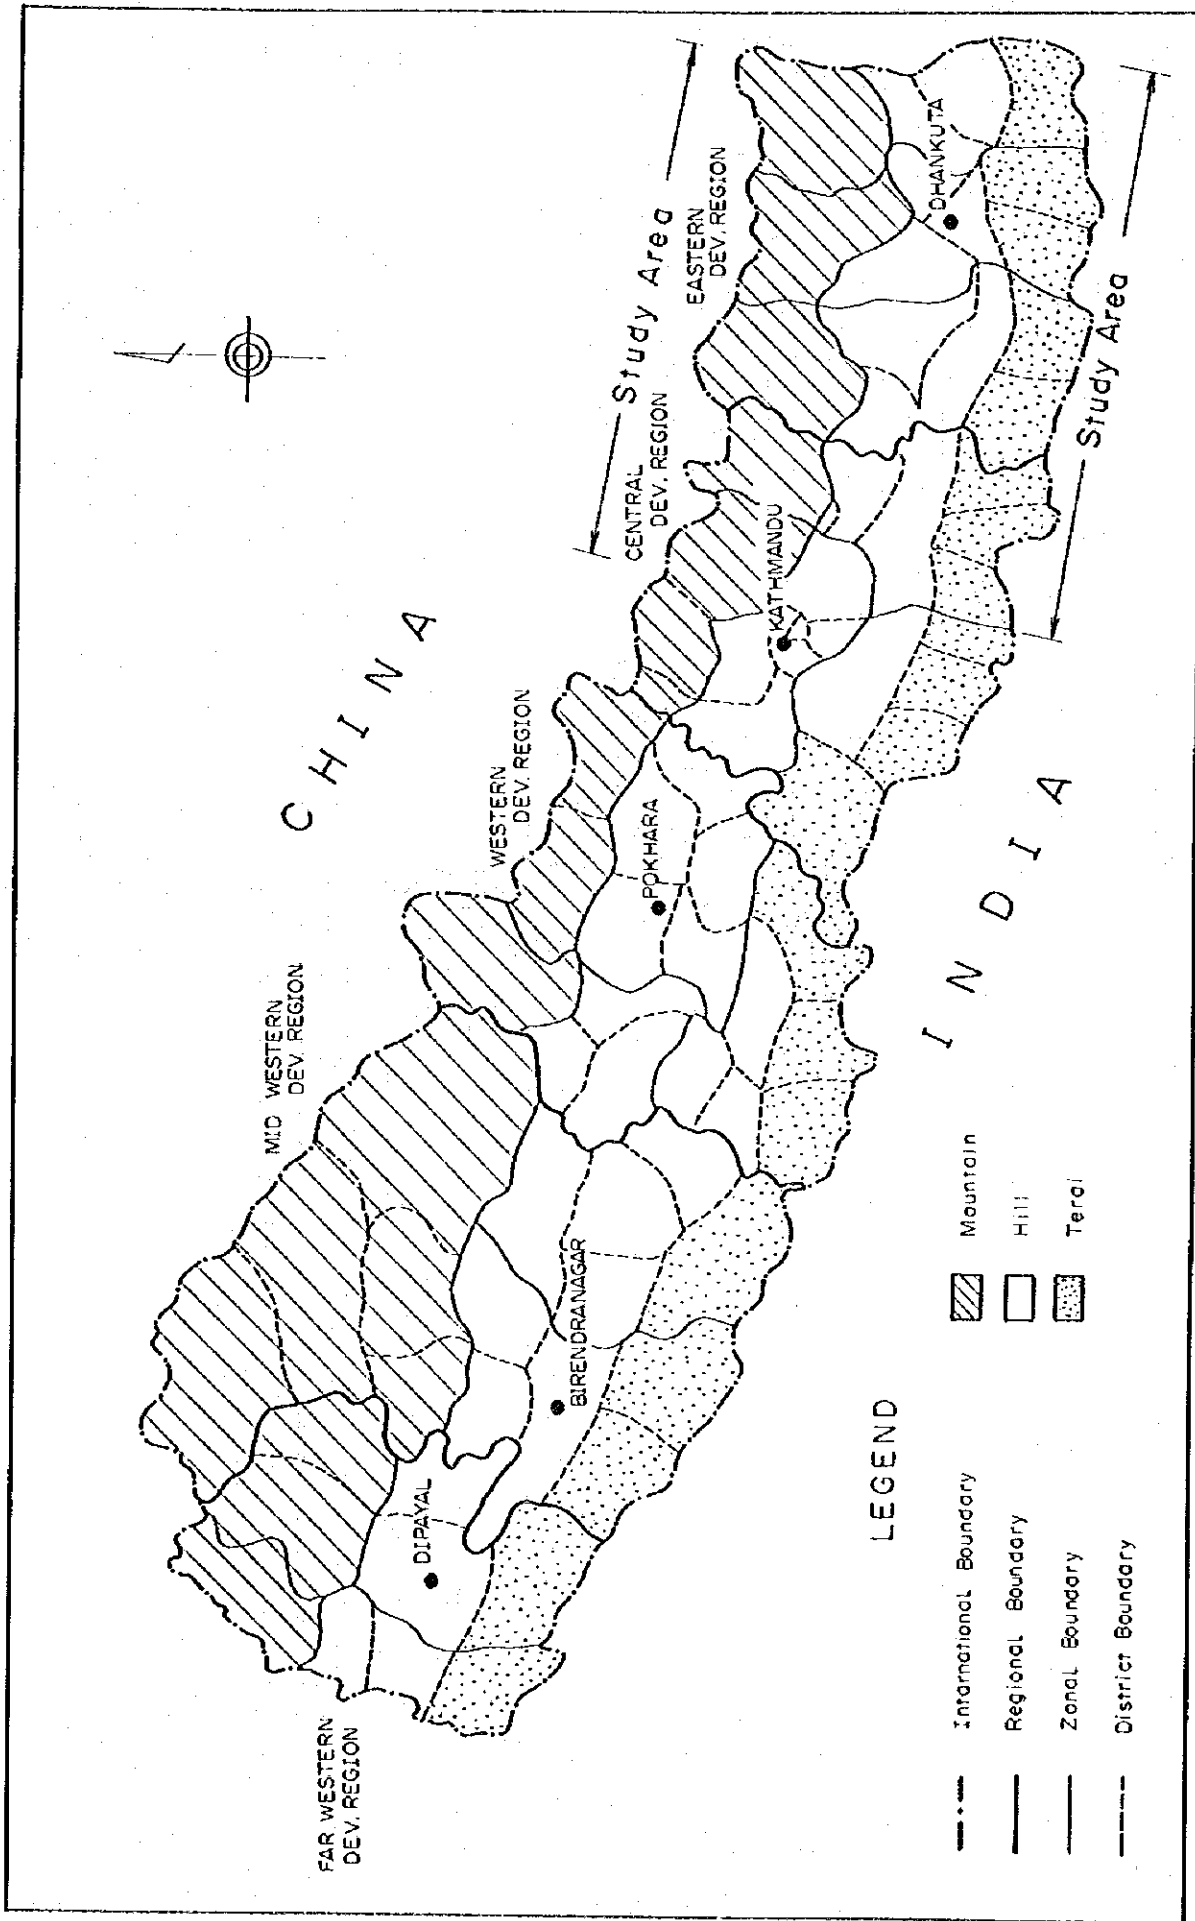 CHINA
FAR WESTERN
DEV. REGION
MID WESTERN
DEV. REGION
WESTERN
DEV. REGION
CENTRAL
DEV. REGION
EASTERN
DEV. REGION
Study Area
DIPAYAL
BIRENDRANAGAR
POKHARA
KATHMANDU
DHANKUTA
Study Area
INDIA
LEGEND
International Boundary
Regional Boundary
Zonal Boundary
District Boundary
Mountain
Hill
Terai